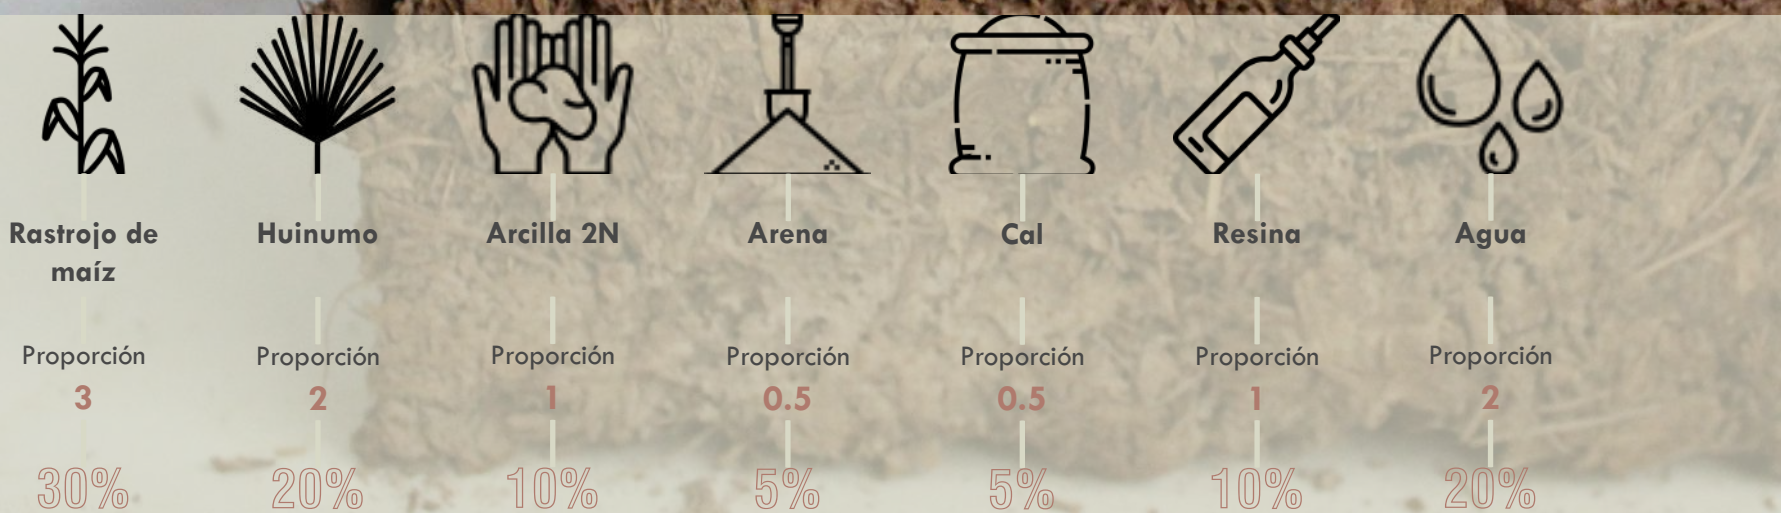 Rastrojo de
maíz
Huinumo
Arcilla 2N
Arena
Cal
Resina
Agua
Proporción
3
Proporción
2
Proporción
1
Proporción
0.5
Proporción
0.5
Proporción
1
Proporción
2
30%
20%
10%
5%
5%
10%
20%